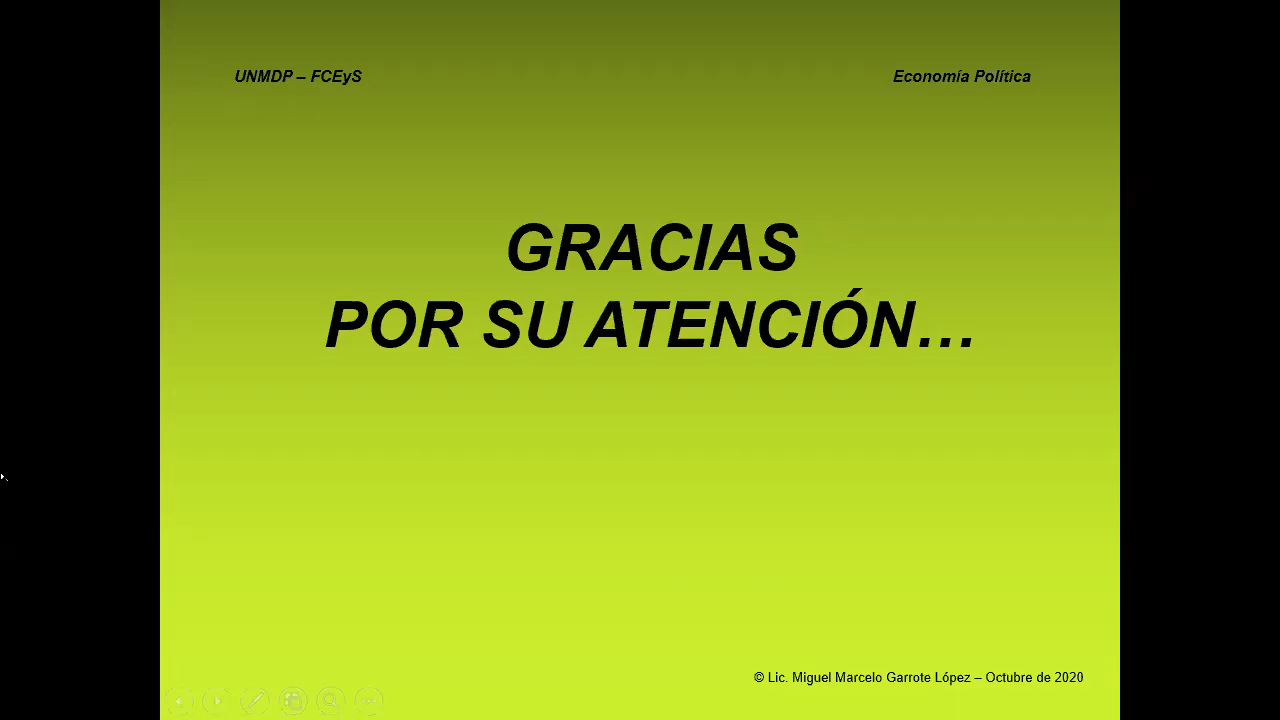 UNMDP – FCEyS
Economía Política
GRACIAS
POR SU ATENCIÓN...
© Lic. Miguel Marcelo Garrote López – Octubre de 2020